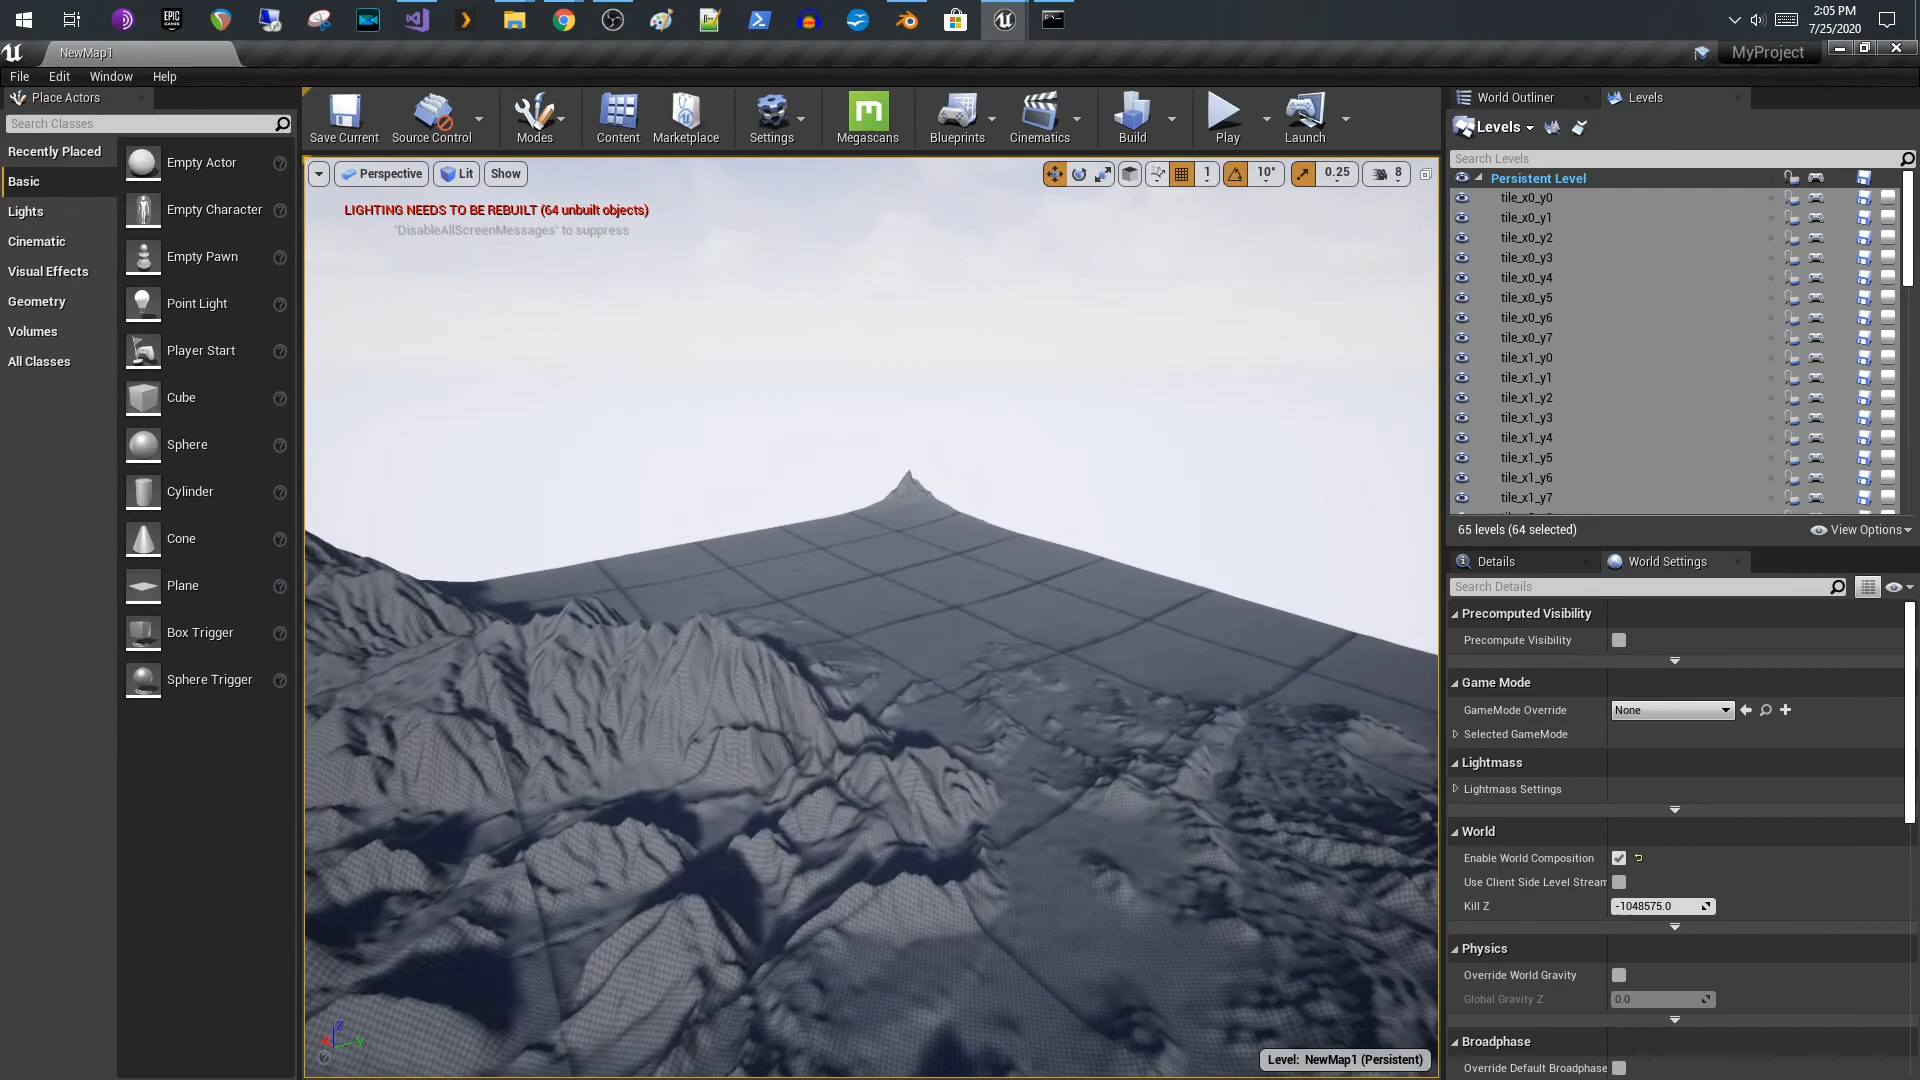 2:05 PM
7/25/2020
NewMap1
MyProject
File Edit Window Help
Place Actors
Search Classes
Recently Played
Basic
Lights
Cinematic
Visual Effects
Geometry
Volumes
All Classes
Empty Actor
Empty Character
Empty Pawn
Point Light
Player Start
Cube
Sphere
Cylinder
Cone
Plane
Box Trigger
Sphere Trigger
Save Current Source Control Modes Content Marketplace Settings Megascans Blueprints Cinematics Build Play Launch
Perspective Lit Show
1 10° 0.25 8
LIGHTING NEEDS TO BE REBUILT (64 unbuilt objects)
'DisableAllScreenMessages' to suppress
Z
X Y
Level: NewMap1 (Persistent)
World Outliner Levels
Levels
Search Levels
Persistent Level
tile_x0_y0
tile_x0_y1
tile_x0_y2
tile_x0_y3
tile_x0_y4
tile_x0_y5
tile_x0_y6
tile_x0_y7
tile_x1_y0
tile_x1_y1
tile_x1_y2
tile_x1_y3
tile_x1_y4
tile_x1_y5
tile_x1_y6
tile_x1_y7
65 levels (64 selected) View Options
Details World Settings
Search Details
Precomputed Visibility
Precompute Visibility
Game Mode
GameMode Override None
Selected GameMode
Lightmass
Lightmass Settings
World
Enable World Composition
Use Client Side Level Stream
Kill Z -1048575.0
Physics
Override World Gravity
Global Gravity Z 0.0
Broadphase
Override Default Broadphase